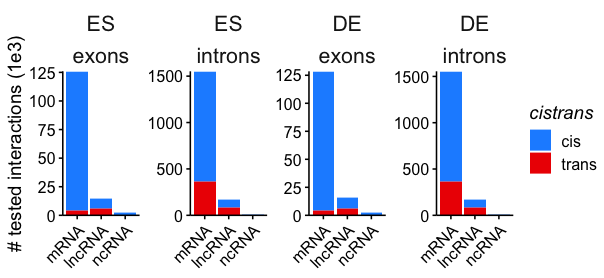 ES
ES
DE
DE
exons
introns
exons
introns
# tested interactions (1e3)
125
100
75
50
25
0
1500
1000
500
0
125
100
75
50
25
0
1500
1000
500
0
mRNA
lncRNA
ncRNA
mRNA
lncRNA
ncRNA
mRNA
lncRNA
ncRNA
mRNA
lncRNA
ncRNA
cistrans
cis
trans